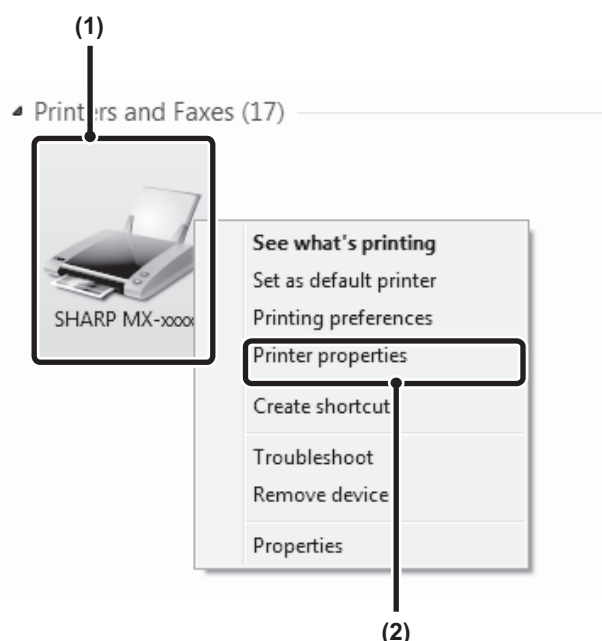 (1)
Printers and Faxes (17)
SHARP MX-xxxx
See what's printing
Set as default printer
Printing preferences
Printer properties
Create shortcut
Troubleshoot
Remove device
Properties
(2)